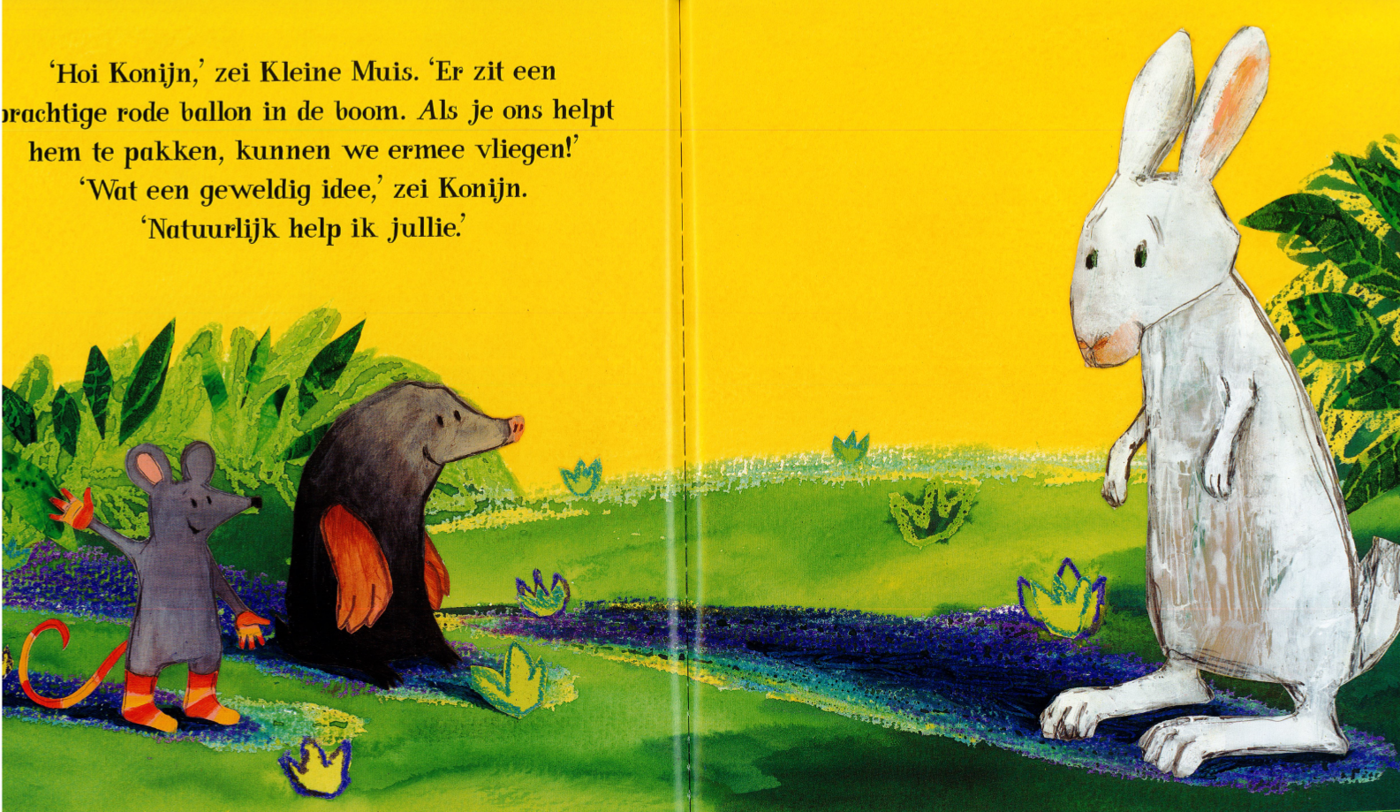 ‘Hoi Konijn,’ zei Kleine Muis. ‘Er zit een
prachtige rode ballon in de boom. Als je ons helpt
hem te pakken, kunnen we ermee vliegen!’
‘Wat een geweldig idee,’ zei Konijn.
‘Natuurlijk help ik jullie.’